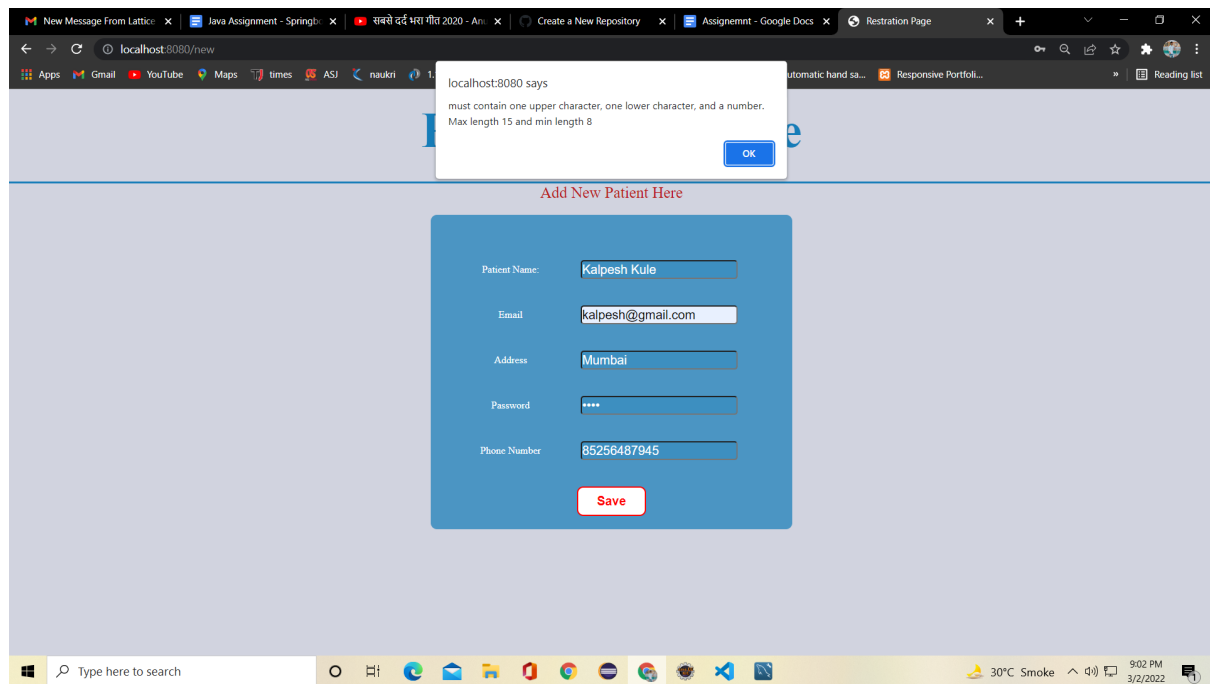 New Message From Lattice
Java Assignment - Springbo
सबसे दर्द भरा गीत 2020 - Anu
Create a New Repository
Assignemnt - Google Docs
Restration Page
localhost:8080/new
Apps
Gmail
YouTube
Maps
times
ASJ
naukri
1.
utomatic hand sa...
Responsive Portfoli...
»
Reading list
localhost:8080 says
must contain one upper character, one lower character, and a number.
Max length 15 and min length 8
OK
Add New Patient Here
Patient Name:
Kalpesh Kule
Email
kalpesh@gmail.com
Address
Mumbai
Password
••••
Phone Number
85256487945
Save
Type here to search
30°C Smoke
9:02 PM
3/2/2022
1